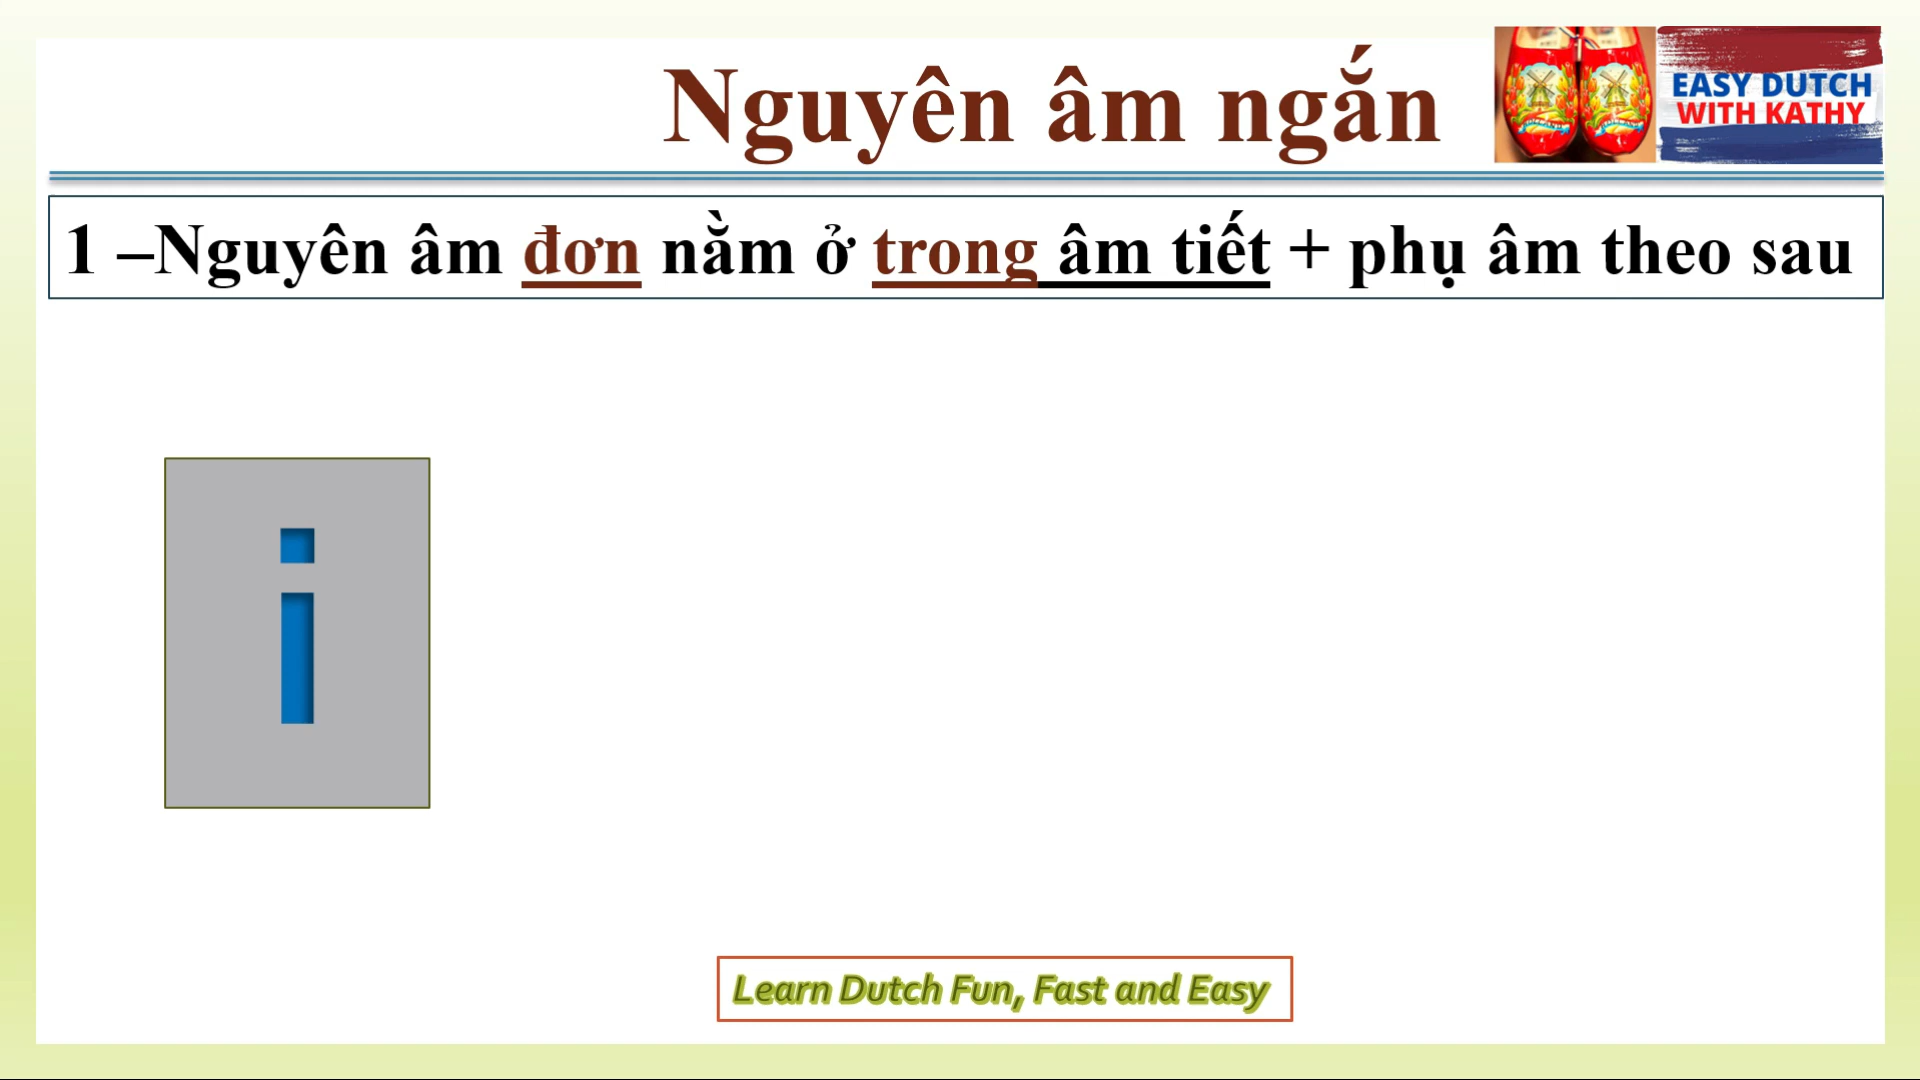 Nguyên âm ngắn
EASY DUTCH
WITH KATHY
1 –Nguyên âm đơn nằm ở trong âm tiết + phụ âm theo sau
i
Learn Dutch Fun, Fast and Easy